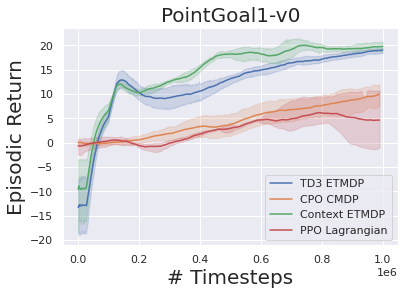 PointGoal1-v0
Episodic Return
20
15
10
5
0
−5
−10
−15
−20
TD3 ETMDP
CPO CMDP
Context ETMDP
PPO Lagrangian
0.0 0.2 0.4 0.6 0.8 1.0
1e6
# Timesteps